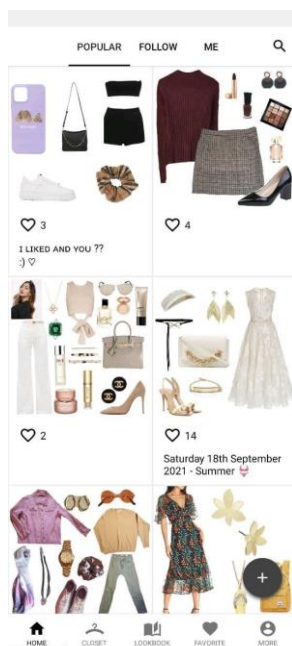 POPULAR FOLLOW ME
3
I LIKED AND YOU ??
:) ♡
4
2
14
Saturday 18th September
2021 - Summer 👙
+
HOME CLOSET LOOKBOOK FAVORITE MORE